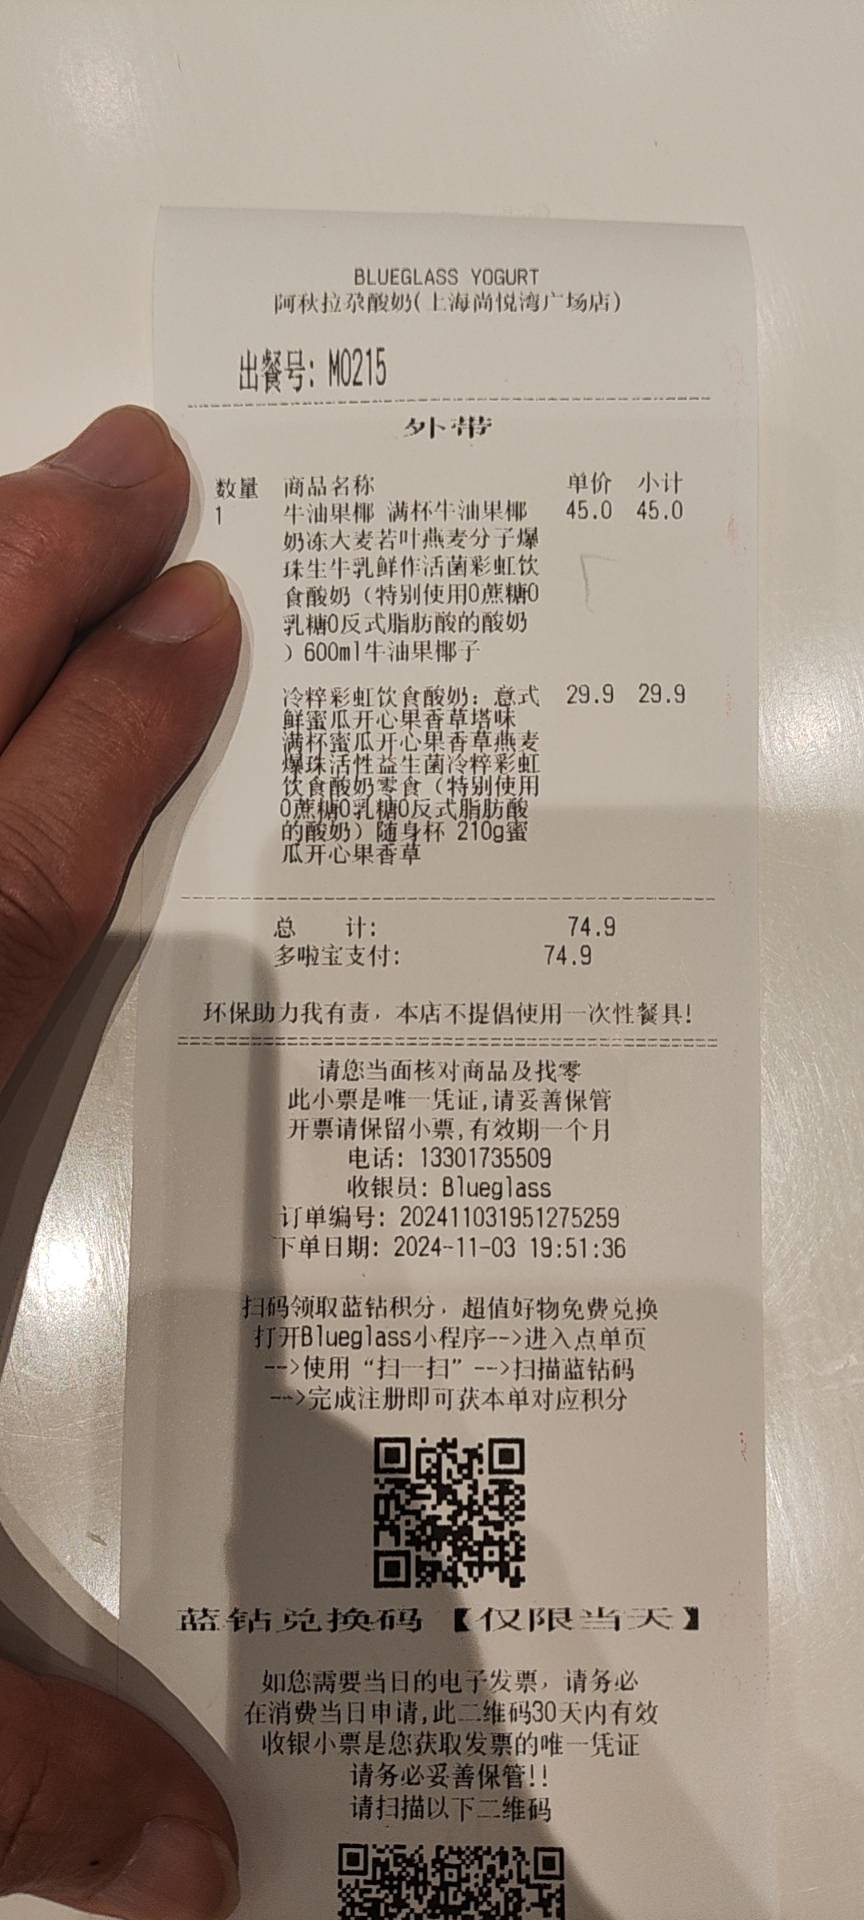 BLUEGLASS YOGURT
阿秋拉尕酸奶(上海尚悦湾广场店)
出餐号: M0215
外带
数量 商品名称 单价 小计
1 牛油果椰 满杯牛油果椰 45.0 45.0
奶冻大麦若叶燕麦分子爆
珠生牛乳鲜作活菌彩虹饮
食酸奶（特别使用0蔗糖0
乳糖0反式脂肪酸的酸奶
）600ml牛油果椰子
冷粹彩虹饮食酸奶: 意式 29.9 29.9
鲜蜜瓜开心果香草塔味
满杯蜜瓜开心果香草燕麦
爆珠活性益生菌冷粹彩虹
饮食酸奶零食（特别使用
0蔗糖0乳糖0反式脂肪酸
的酸奶）随身杯 210g蜜
瓜开心果香草
总 计: 74.9
多啦宝支付: 74.9
环保助力我有责，本店不提倡使用一次性餐具!
请您当面核对商品及找零
此小票是唯一凭证,请妥善保管
开票请保留小票,有效期一个月
电话: 13301735509
收银员: Blueglass
订单编号: 202411031951275259
下单日期: 2024-11-03 19:51:36
扫码领取蓝钻积分，超值好物免费兑换
打开Blueglass小程序-->进入点单页
-->使用“扫一扫”-->扫描蓝钻码
-->完成注册即可获本单对应积分
蓝钻兑换码【仅限当天】
如您需要当日的电子发票，请务必
在消费当日申请,此二维码30天内有效
收银小票是您获取发票的唯一凭证
请务必妥善保管!!
请扫描以下二维码